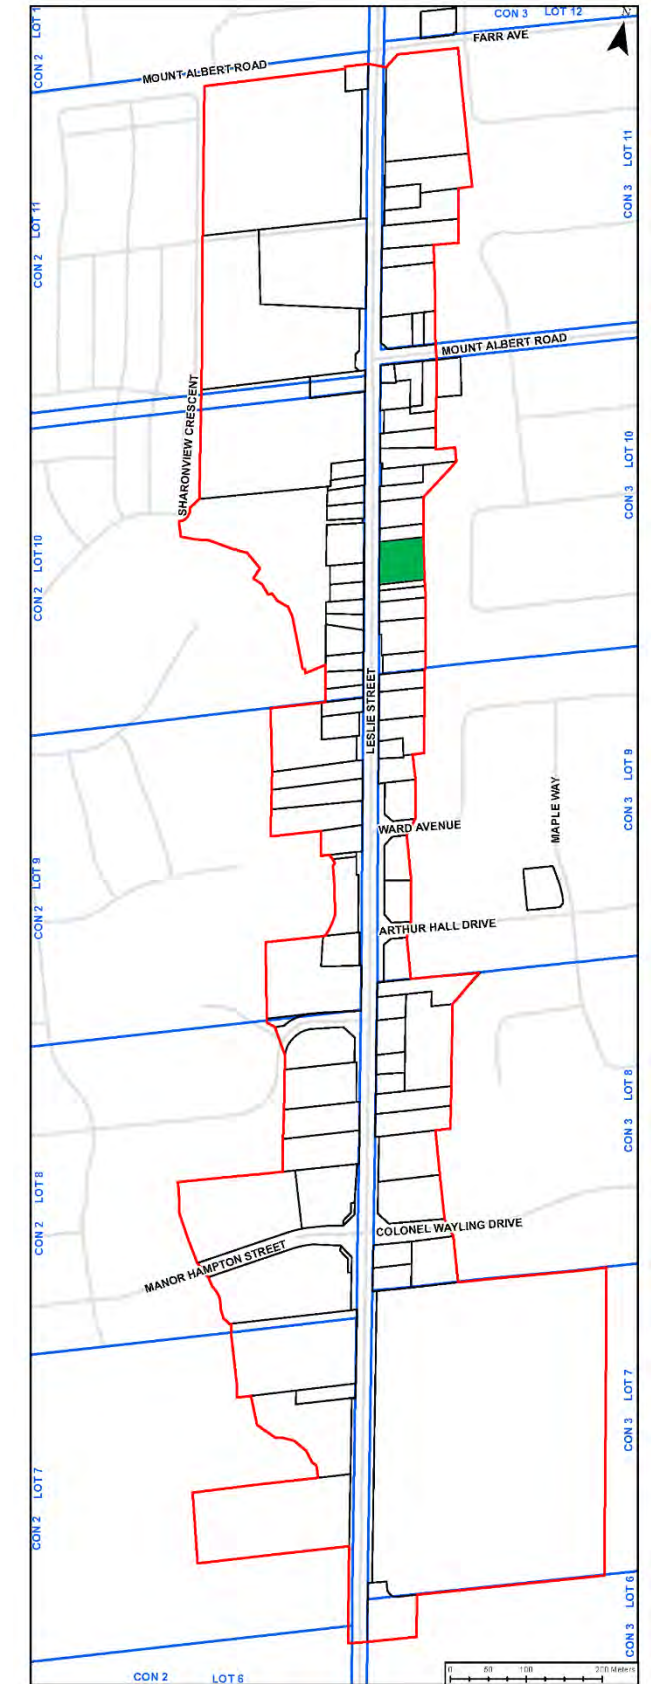 CON 3 LOT 12
N
LOT 1
CON 2
FARR AVE
MOUNT ALBERT ROAD
LOT 11
CON 3
LOT 11
CON 2
MOUNT ALBERT ROAD
SHARONVIEW CRESCENT
LOT 10
CON 3
LOT 10
CON 2
LESLIE STREET
LOT 9
CON 3
MAPLE WAY
WARD AVENUE
LOT 9
CON 2
ARTHUR HALL DRIVE
LOT 8
CON 3
LOT 8
CON 2
COLONEL WAYLING DRIVE
MANOR HAMPTON STREET
LOT 7
CON 3
LOT 7
CON 2
LOT 6
CON 3
CON 2 LOT 6
0 50 100 200 Meters